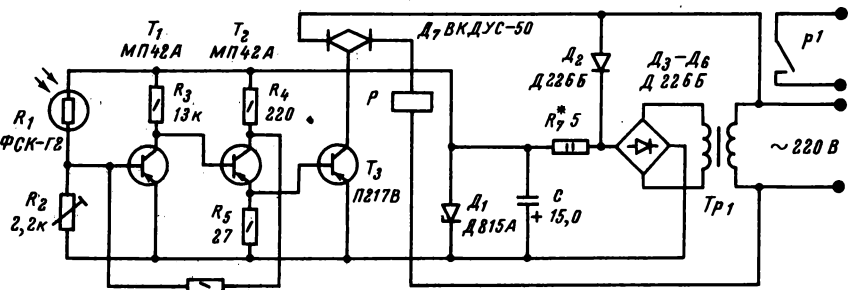 T₁
МП42А
T₂
МП42А
Д₇ ВКДУС-50
Д₂
Д226Б
Д₃–Д₆
Д226Б
P1
R₁
ФСК-Г2
R₃
13к
R₄
220
P
R₇* 5
~ 220 В
T₃
П217В
R₂
2,2к
R₅
27
Д₁
Д815А
C
+ 15,0
Тр₁